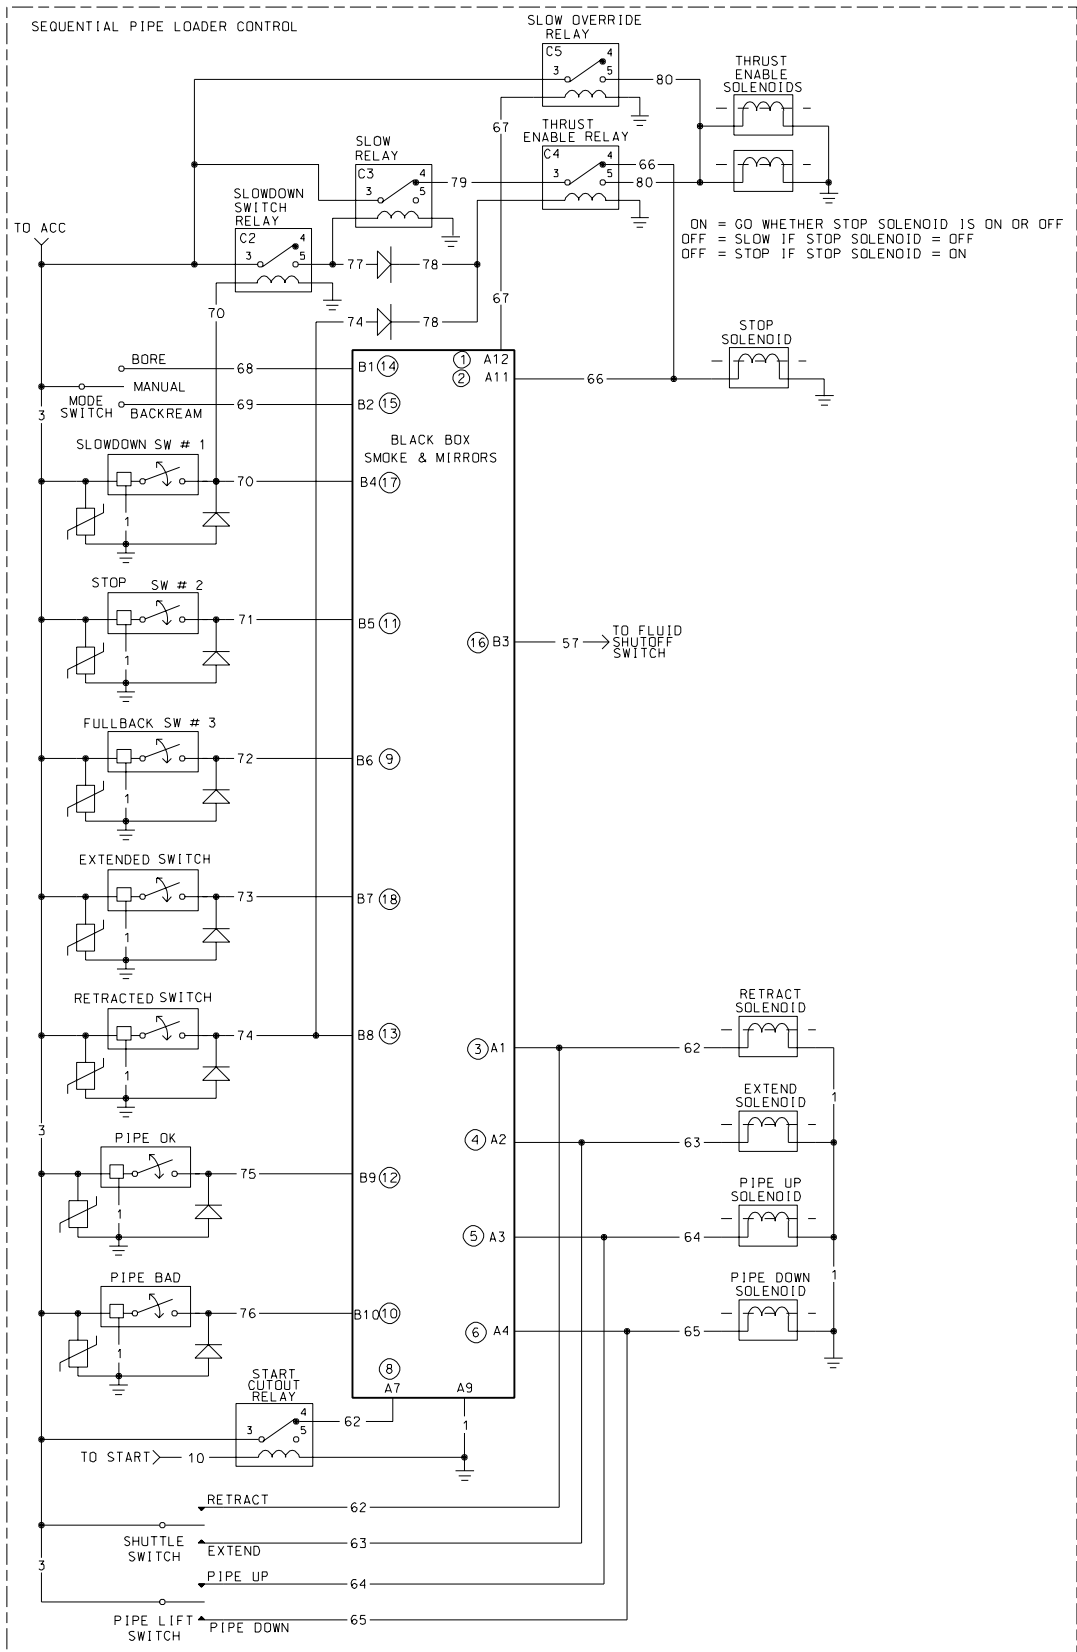 SEQUENTIAL PIPE LOADER CONTROL
SLOW OVERRIDE
RELAY
C5
4
3
5
80
THRUST
ENABLE
SOLENOIDS
67
THRUST
ENABLE RELAY
C4
4
66
3
5
80
SLOW
RELAY
C3
4
79
3
5
SLOWDOWN
SWITCH
RELAY
C2
4
3
5
77
78
70
74
78
67
TO ACC
ON = GO WHETHER STOP SOLENOID IS ON OR OFF
OFF = SLOW IF STOP SOLENOID = OFF
OFF = STOP IF STOP SOLENOID = ON
STOP
SOLENOID
BORE
68
B1 14
1 A12
2 A11
66
MANUAL
MODE
SWITCH
3
BACKREAM
69
B2 15
BLACK BOX
SMOKE & MIRRORS
SLOWDOWN SW # 1
70
B4 17
1
STOP SW # 2
71
B5 11
1
16 B3
57
TO FLUID
SHUTOFF
SWITCH
FULLBACK SW # 3
72
B6 9
1
EXTENDED SWITCH
73
B7 18
1
RETRACTED SWITCH
74
B8 13
1
3 A1
62
RETRACT
SOLENOID
1
EXTEND
SOLENOID
4 A2
63
3
PIPE OK
75
B9 12
1
PIPE UP
SOLENOID
5 A3
64
1
PIPE BAD
76
B10 10
1
PIPE DOWN
SOLENOID
6 A4
65
8
A7
A9
START
CUTOUT
RELAY
4
3
5
62
1
TO START
10
RETRACT
62
SHUTTLE
SWITCH
EXTEND
63
3
PIPE UP
64
PIPE LIFT
SWITCH
PIPE DOWN
65